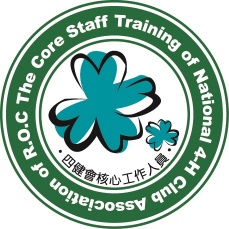 The Core Staff Training of National 4-H Club Association of R.O.C
·四健會核心工作人員·